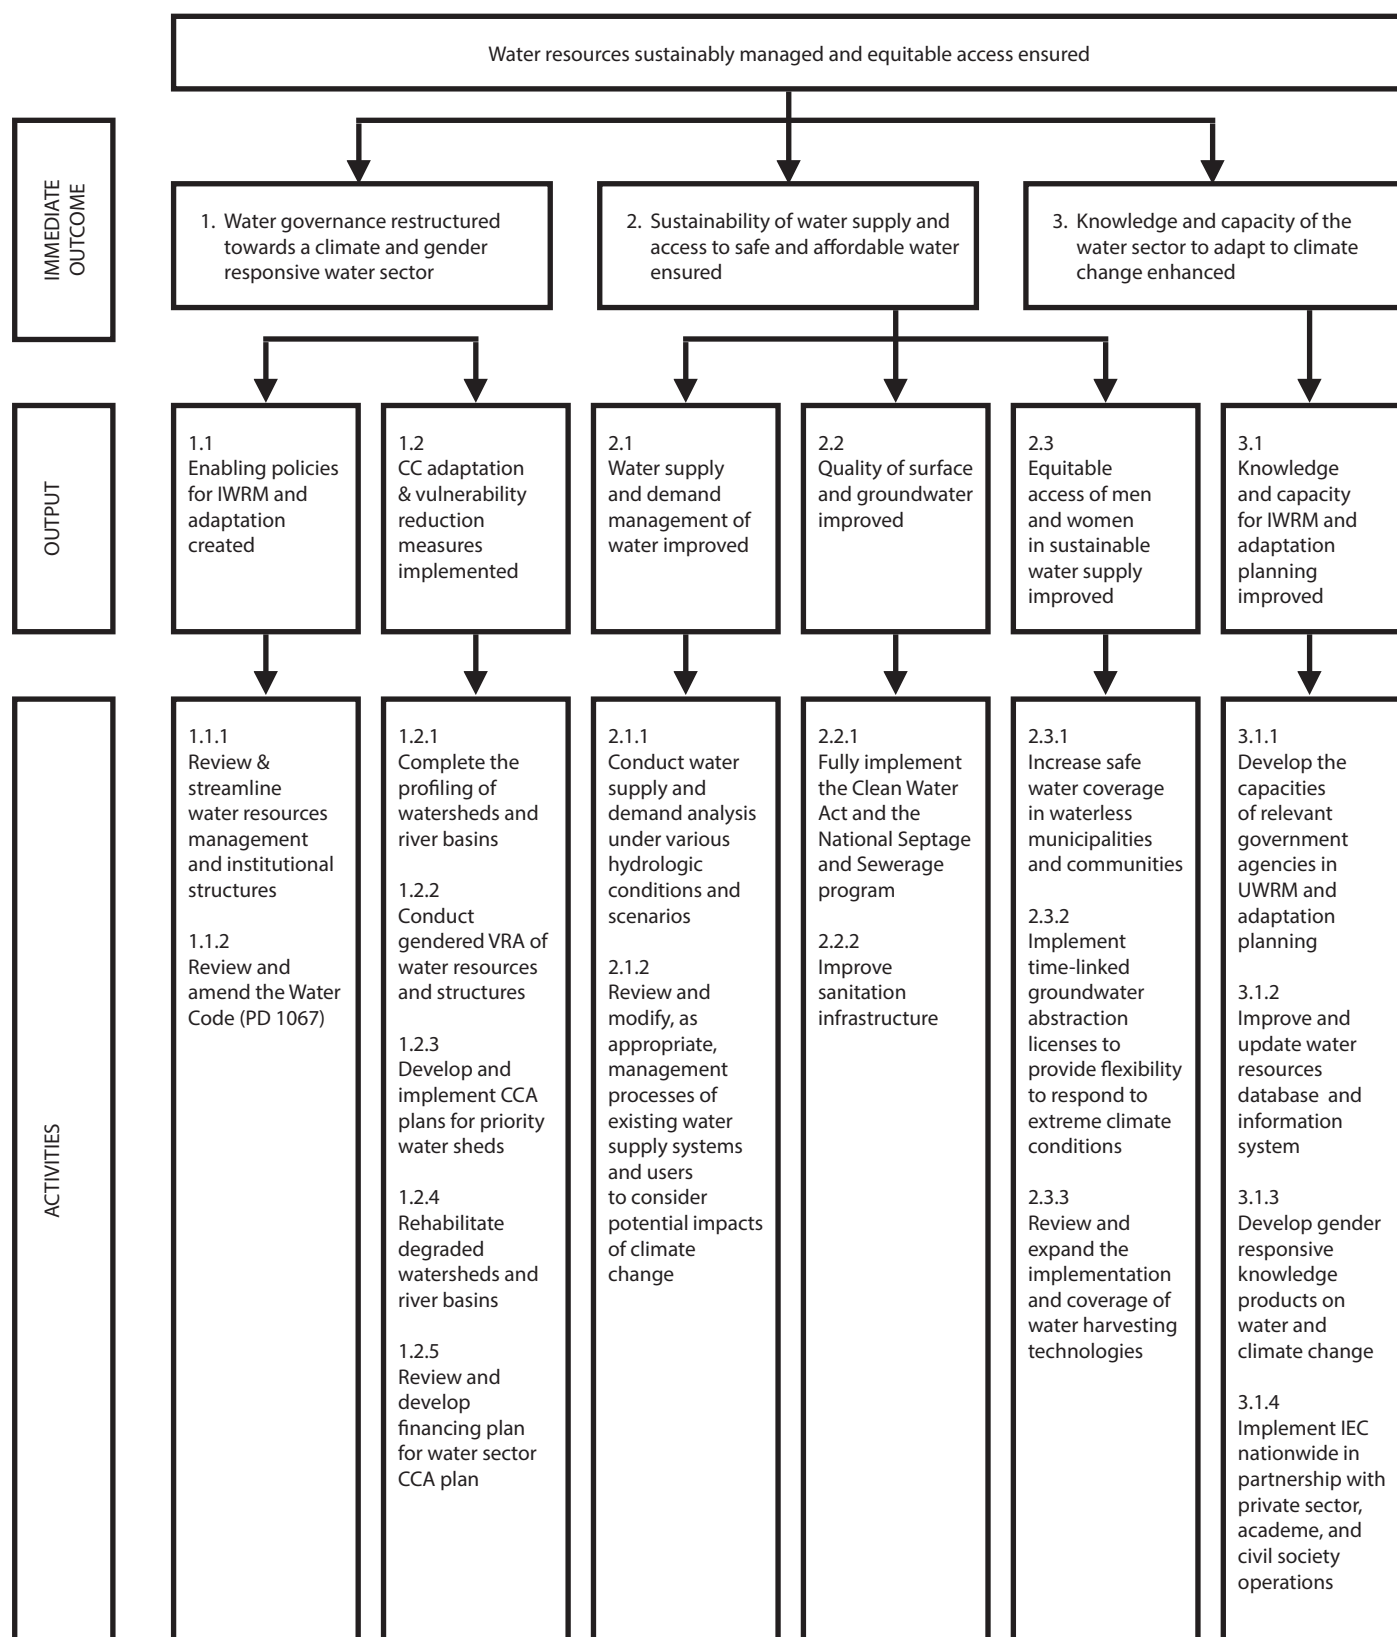 Water resources sustainably managed and equitable access ensured
IMMEDIATE
OUTCOME
1. Water governance restructured
towards a climate and gender
responsive water sector
2. Sustainability of water supply and
access to safe and affordable water
ensured
3. Knowledge and capacity of the
water sector to adapt to climate
change enhanced
OUTPUT
1.1
Enabling policies
for IWRM and
adaptation
created
1.2
CC adaptation
& vulnerability
reduction
measures
implemented
2.1
Water supply
and demand
management of
water improved
2.2
Quality of surface
and groundwater
improved
2.3
Equitable
access of men
and women
in sustainable
water supply
improved
3.1
Knowledge
and capacity
for IWRM and
adaptation
planning
improved
ACTIVITIES
1.1.1
Review &
streamline
water resources
management
and institutional
structures
1.1.2
Review and
amend the Water
Code (PD 1067)
1.2.1
Complete the
profiling of
watersheds and
river basins
1.2.2
Conduct
gendered VRA of
water resources
and structures
1.2.3
Develop and
implement CCA
plans for priority
water sheds
1.2.4
Rehabilitate
degraded
watersheds and
river basins
1.2.5
Review and
develop
financing plan
for water sector
CCA plan
2.1.1
Conduct water
supply and
demand analysis
under various
hydrologic
conditions and
scenarios
2.1.2
Review and
modify, as
appropriate,
management
processes of
existing water
supply systems
and users
to consider
potential impacts
of climate
change
2.2.1
Fully implement
the Clean Water
Act and the
National Septage
and Sewerage
program
2.2.2
Improve
sanitation
infrastructure
2.3.1
Increase safe
water coverage
in waterless
municipalities
and communities
2.3.2
Implement
time-linked
groundwater
abstraction
licenses to
provide flexibility
to respond to
extreme climate
conditions
2.3.3
Review and
expand the
implementation
and coverage of
water harvesting
technologies
3.1.1
Develop the
capacities
of relevant
government
agencies in
UWRM and
adaptation
planning
3.1.2
Improve and
update water
resources
database and
information
system
3.1.3
Develop gender
responsive
knowledge
products on
water and
climate change
3.1.4
Implement IEC
nationwide in
partnership with
private sector,
academe, and
civil society
operations